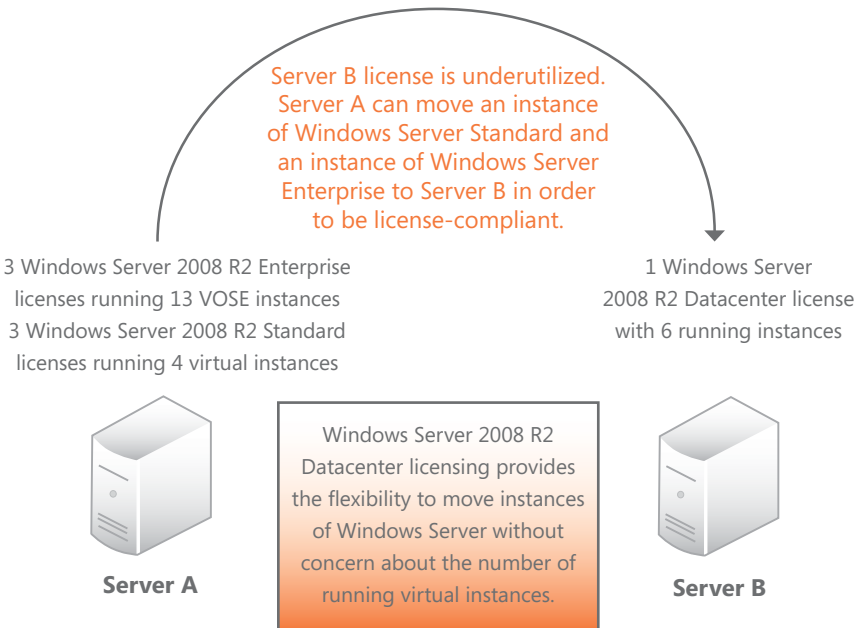 Server B license is underutilized.
Server A can move an instance
of Windows Server Standard and
an instance of Windows Server
Enterprise to Server B in order
to be license-compliant.
3 Windows Server 2008 R2 Enterprise
licenses running 13 VOSE instances
3 Windows Server 2008 R2 Standard
licenses running 4 virtual instances
1 Windows Server
2008 R2 Datacenter license
with 6 running instances
Windows Server 2008 R2
Datacenter licensing provides
the flexibility to move instances
of Windows Server without
concern about the number of
running virtual instances.
Server A
Server B